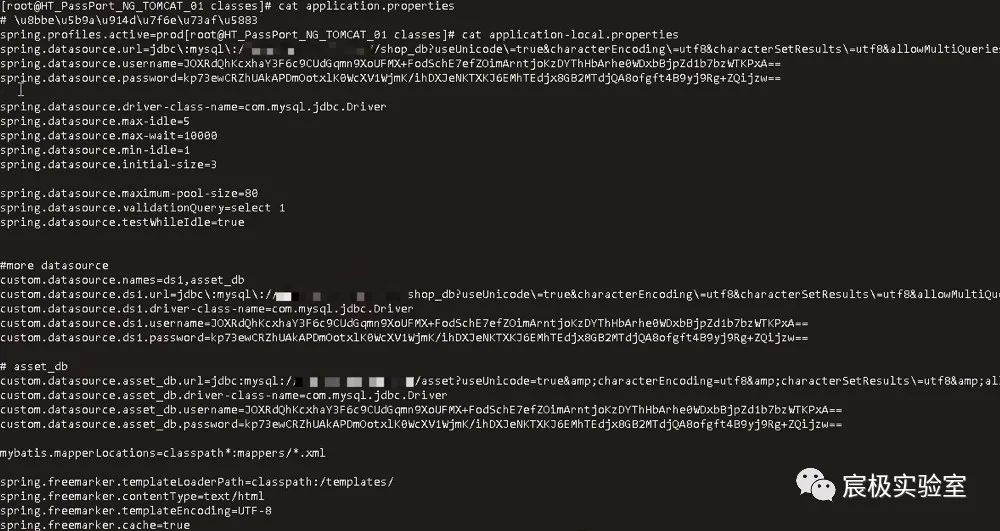 [root@HT_PassPort_NG_TOMCAT_01 classes]# cat application.properties
# \u8bbe\u5b9a\u914d\u7f6e\u73af\u5883
spring.profiles.active=prod[root@HT_PassPort_NG_TOMCAT_01 classes]# cat application-local.properties
spring.datasource.url=jdbc\:mysql\:/ /shop_db?useUnicode\=true&characterEncoding\=utf8&characterSetResults\=utf8&allowMultiQueries
spring.datasource.username=JOXRdQhKcxhaY3F6c9CUdGqmn9XoUFMX+FodSchE7efZOimArntjoKzDYThHbArhe0WDxbBjpZd1b7bzWTKPxA==
spring.datasource.password=kp73ewCRZhUAkAPDmOotxlK0WcXV1WjmK/ihDXJeNKTXKJ6EMhTEdjx8GB2MTdjQA8ofgft4B9yj9Rg+ZQijzw==
spring.datasource.driver-class-name=com.mysql.jdbc.Driver
spring.datasource.max-idle=5
spring.datasource.max-wait=10000
spring.datasource.min-idle=1
spring.datasource.initial-size=3
spring.datasource.maximum-pool-size=80
spring.datasource.validationQuery=select 1
spring.datasource.testWhileIdle=true
#more datasource
custom.datasource.names=ds1,asset_db
custom.datasource.ds1.url=jdbc\:mysql\:/ shop_db?useUnicode\=true&characterEncoding\=utf8&characterSetResults\=utf8&allowMultiQu
custom.datasource.ds1.driver-class-name=com.mysql.jdbc.Driver
custom.datasource.ds1.username=JOXRdQhKcxhaY3F6c9CUdGqmn9XoUFMX+FodSchE7efZOimArntjoKzDYThHbArhe0WDxbBjpZd1b7bzWTKPxA==
custom.datasource.ds1.password=kp73ewCRZhUAkAPDmOotxlK0WcXV1WjmK/ihDXJeNKTXKJ6EMhTEdjx8GB2MTdjQA8ofgft4B9yj9Rg+ZQijzw==
# asset_db
custom.datasource.asset_db.url=jdbc:mysql:/ /asset?useUnicode=true&amp;characterEncoding=utf8&amp;characterSetResults\=utf8&amp;al
custom.datasource.asset_db.driver-class-name=com.mysql.jdbc.Driver
custom.datasource.asset_db.username=JOXRdQhKcxhaY3F6c9CUdGqmn9XoUFMX+FodSchE7efZOimArntjoKzDYThHbArhe0WDxbBjpZd1b7bzWTKPxA==
custom.datasource.asset_db.password=kp73ewCRZhUAkAPDmOotxlK0WcXV1WjmK/ihDXJeNKTXKJ6EMhTEdjx8GB2MTdjQA8ofgft4B9yj9Rg+ZQijzw==
mybatis.mapperLocations=classpath*:mappers/*.xml
spring.freemarker.templateLoaderPath=classpath:/templates/
spring.freemarker.contentType=text/html
spring.freemarker.templateEncoding=UTF-8
spring.freemarker.cache=true
宸极实验室